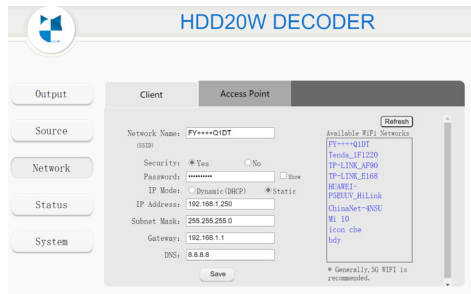 HDD20W DECODER
Output
Source
Network
Status
System
Client
Access Point
Network Name: FY++++Q1DT
(SSID)
Security: Yes No
Password: •••••••••• Show
IP Mode: Dynamic(DHCP) Static
IP Address: 192.168.1.250
Subnet Mask: 255.255.255.0
Gateway: 192.168.1.1
DNS: 8.8.8.8
Save
Refresh
Available WiFi Networks
FY++++Q1DT
Tenda_1F1220
TP-LINK_AF90
TP-LINK_E168
HUAWEI-
P5EUUV_HiLink
ChinaNet-4NSU
Mi 10
icon che
bdy
* Generally,5G WIFI is
recommended.